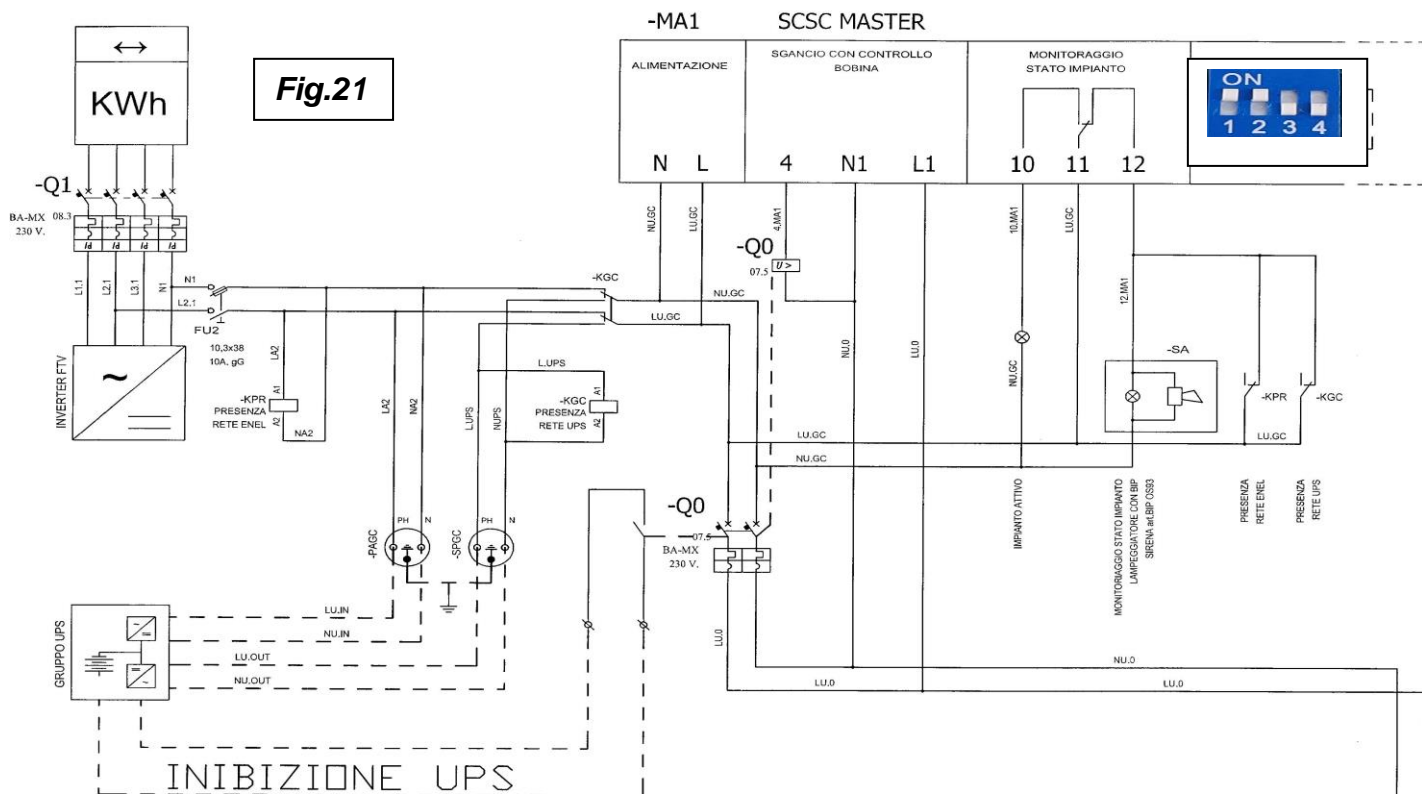 -MA1
SCSC MASTER
Fig.21
↔
KWh
ALIMENTAZIONE
SGANCIO CON CONTROLLO
BOBINA
MONITORAGGIO
STATO IMPIANTO
ON
1 2 3 4
N L 4 N1 L1 10 11 12
-Q1
BA-MX 08.3
230 V.
L1.1
L2.1
L3.1
N1
N1
L2.1
FU2
10,3x38
10A. gG
INVERTER FTV
~
LA2
A1
-KPR
PRESENZA
RETE ENEL
A2
NA2
LA2
NA2
L.UPS
NUPS
-KGC
L.UPS
A1
-KGC
PRESENZA
RETE UPS
A2
NU.GC
LU.GC
NU.GC
LU.GC
4.MA1
-Q0
07.5
U >
NU.0
LU.0
10.MA1
LU.GC
12.MA1
NU.GC
-SA
-KPR
-KGC
LU.GC
LU.GC
NU.GC
IMPIANTO ATTIVO
MONITORIAGGIO STATO IMPIANTO
LAMPEGGIATORE CON BIP
SIRENA art.BIP OS93
PRESENZA
RETE ENEL
PRESENZA
RETE UPS
-PAGC
PH N
-SPGC
PH N
-Q0
07.5
BA-MX
230 V.
GRUPPO UPS
LU.IN
NU.IN
LU.OUT
NU.OUT
LU.0
NU.0
LU.0
LU.0
INIBIZIONE UPS